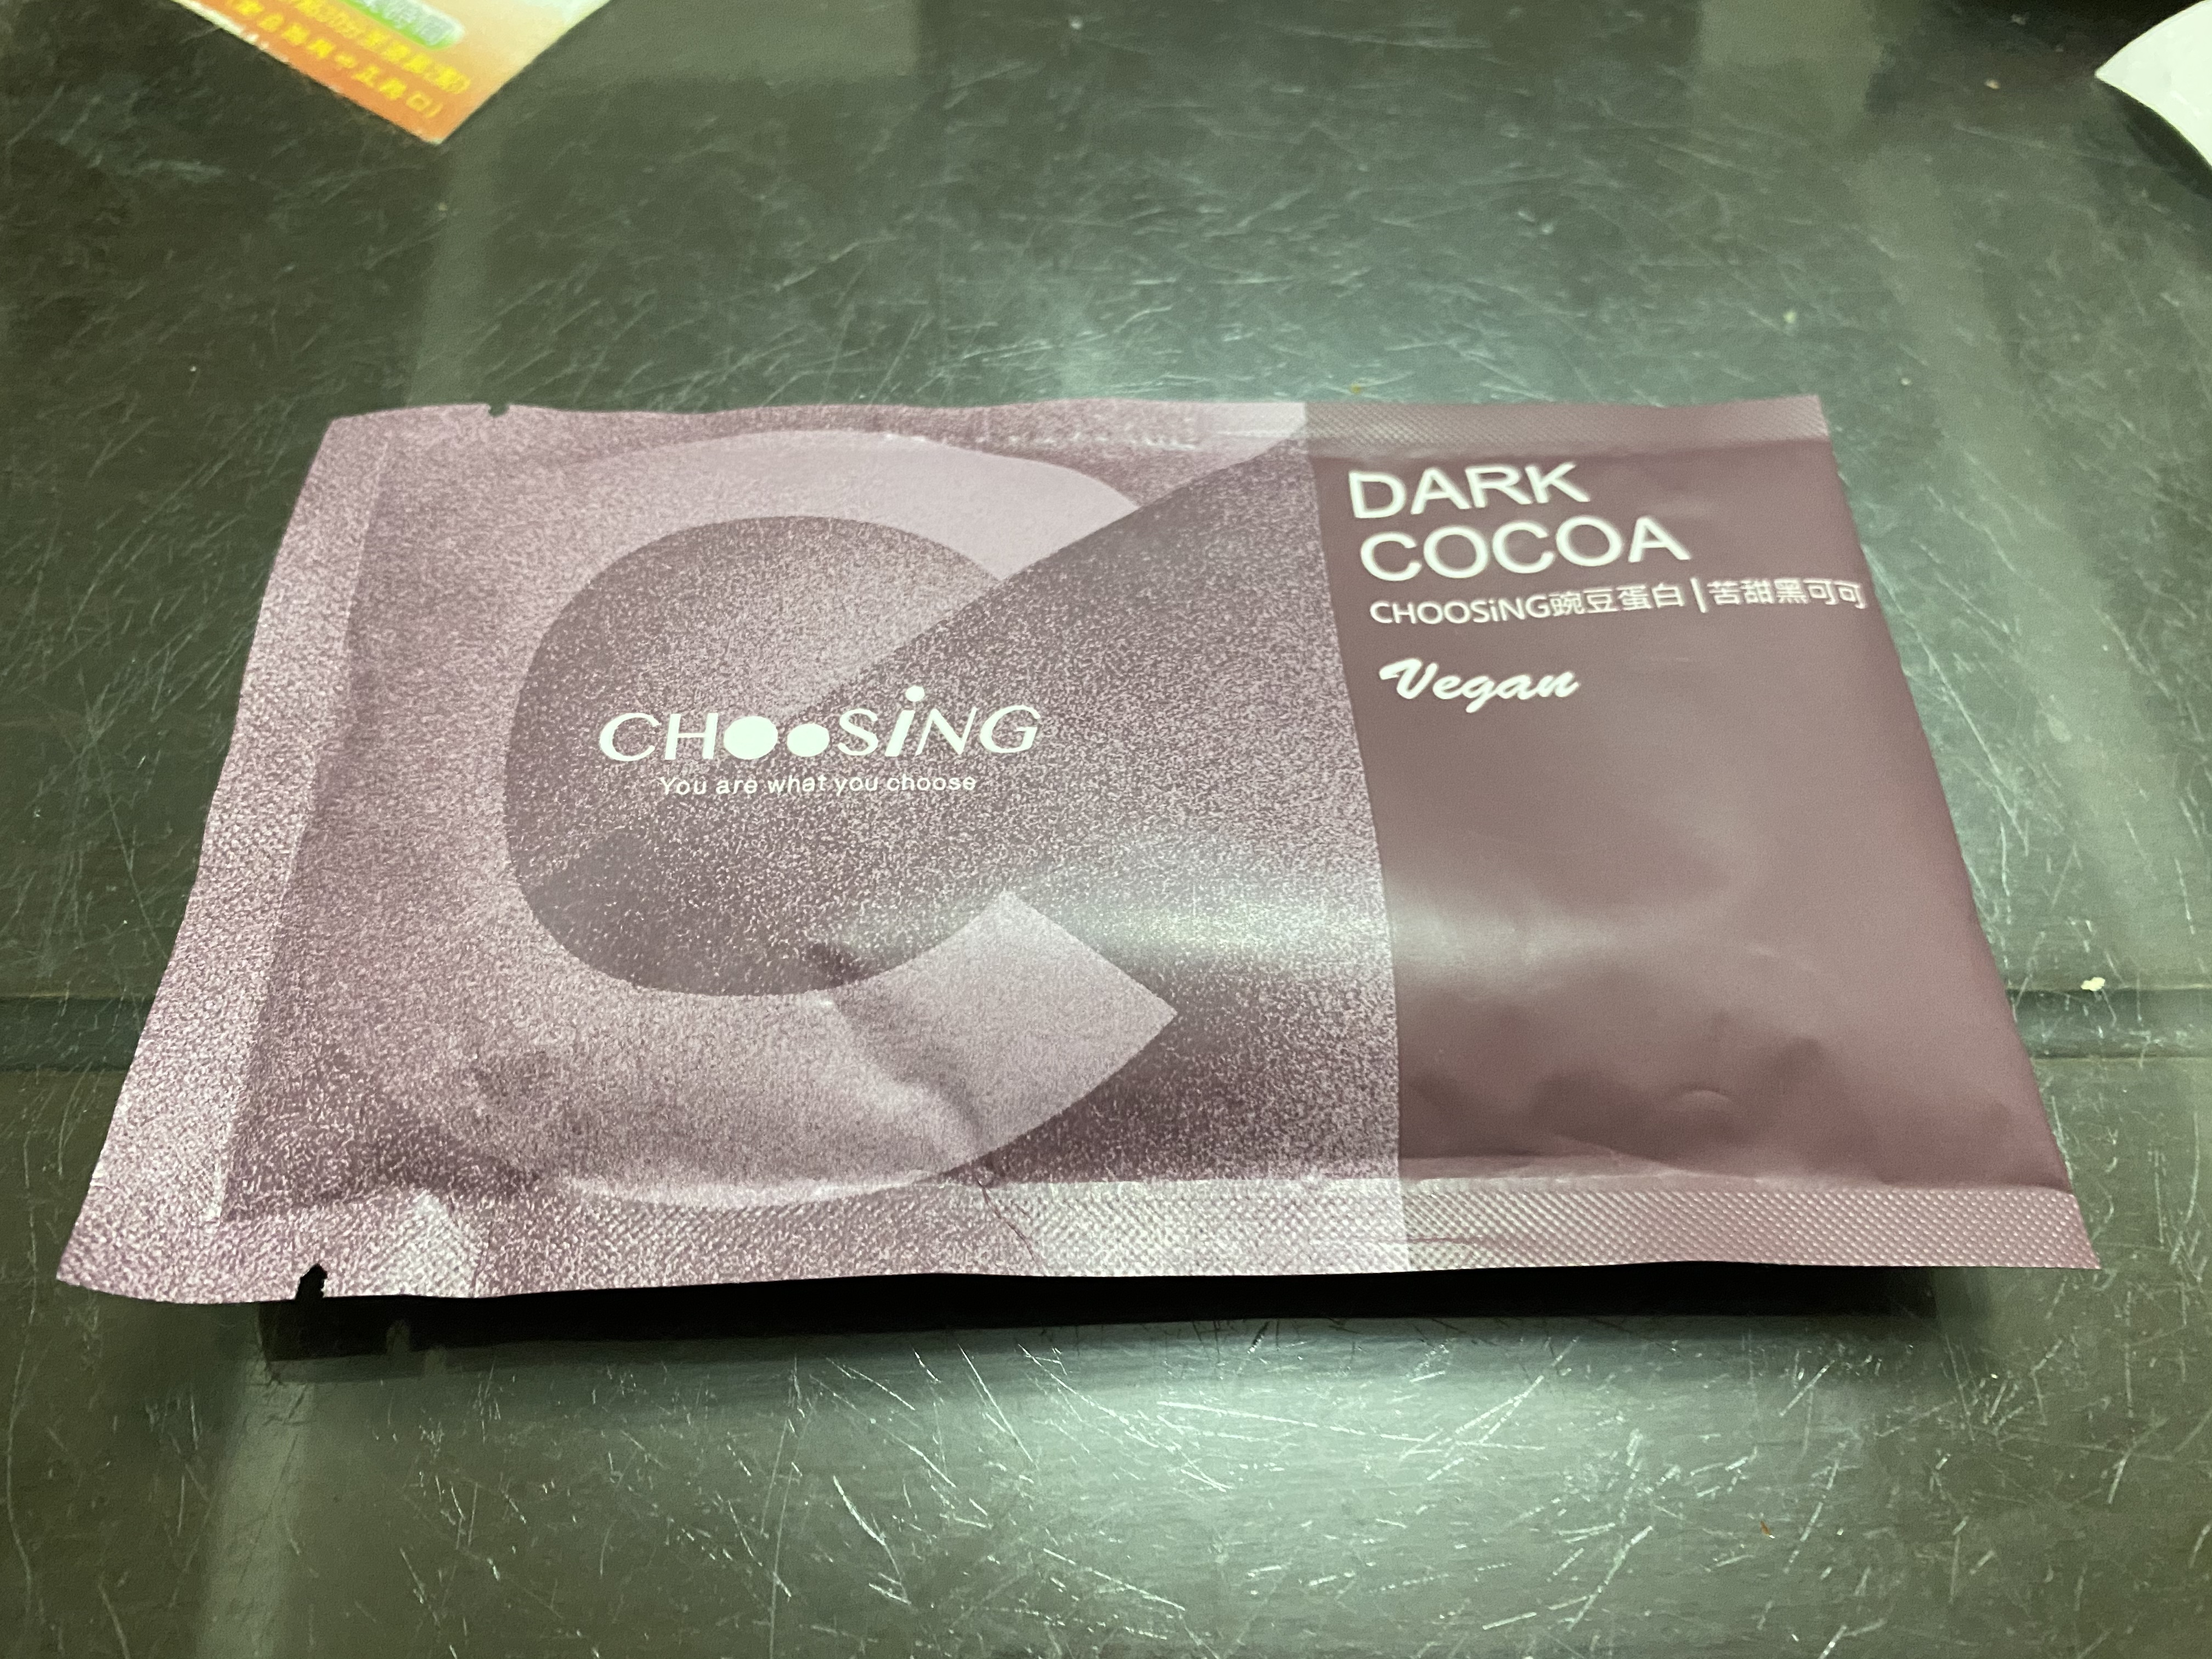 CHOOSiNG
You are what you choose
DARK
COCOA
CHOOSiNG豌豆蛋白|苦甜黑可可
Vegan